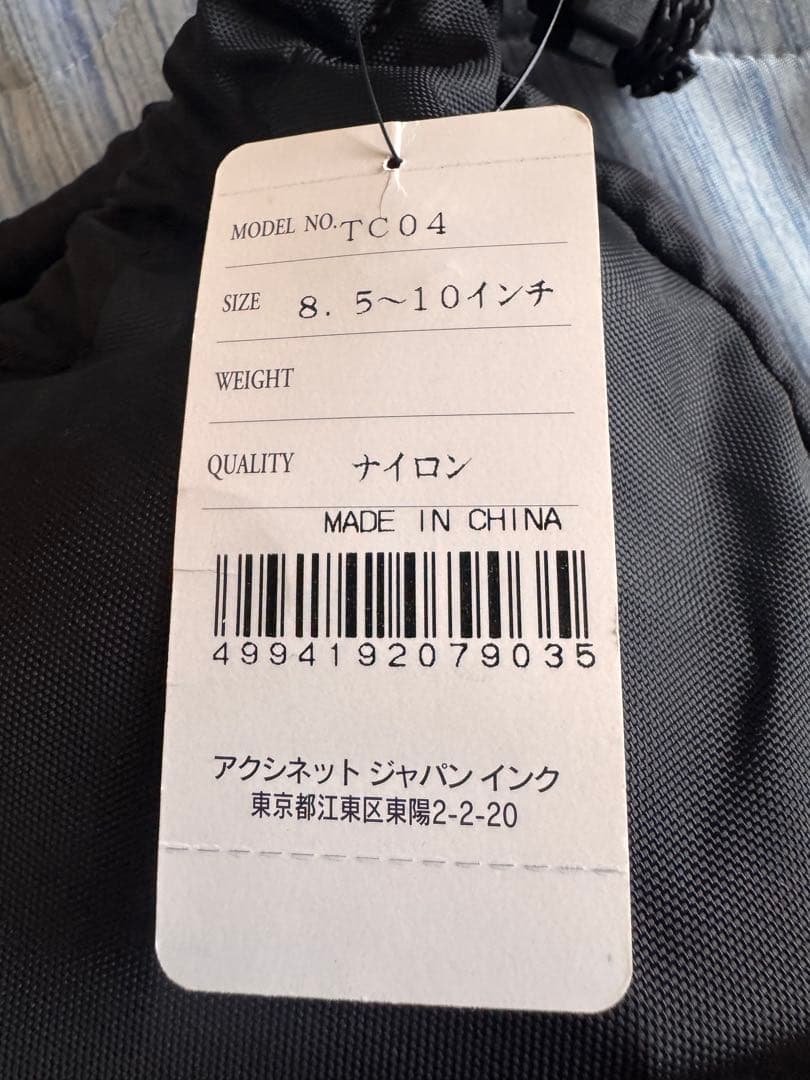 MODEL NO. TC04
SIZE 8. 5～10インチ
WEIGHT
QUALITY ナイロン
MADE IN CHINA
4994192079035
アクシネット ジャパン インク
東京都江東区東陽2-2-20